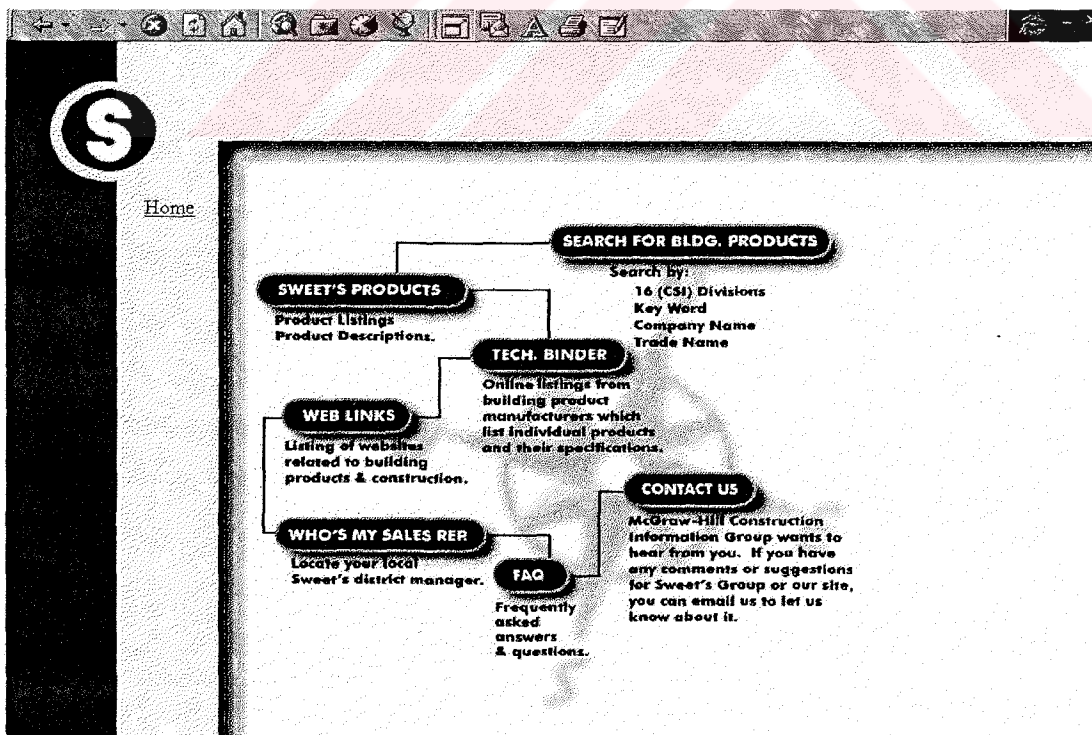 S
Home
SEARCH FOR BLDG. PRODUCTS
Search by:
16 (CSI) Divisions
Key Word
Company Name
Trade Name
SWEET'S PRODUCTS
Product Listings
Product Descriptions.
TECH. BINDER
Online listings from
building product
manufacturers which
list individual products
and their specifications.
WEB LINKS
Listing of websites
related to building
products & construction.
CONTACT US
McGraw-Hill Construction
Information Group wants to
hear from you. If you have
any comments or suggestions
for Sweet's Group or our site,
you can email us to let us
know about it.
WHO'S MY SALES REP
Locate your local
Sweet's district manager.
FAQ
Frequently
asked
answers
& questions.